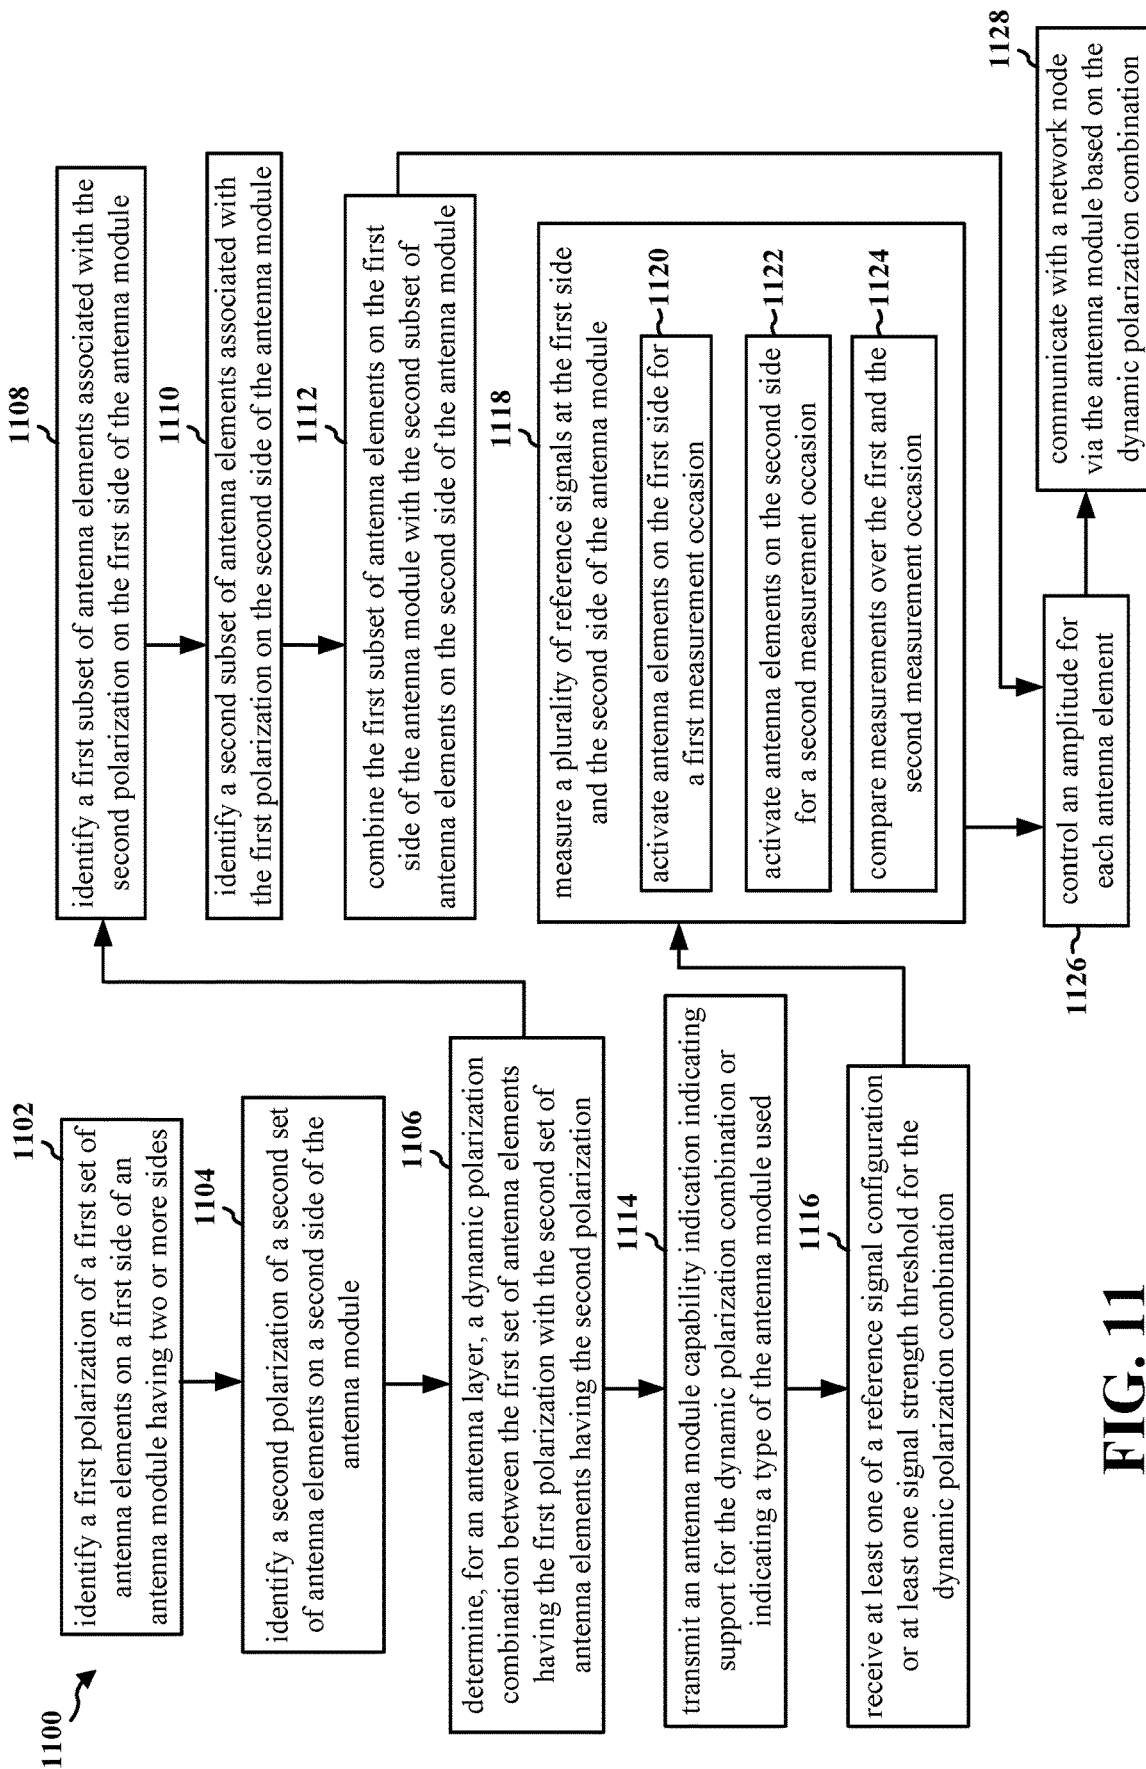 1100
1102
identify a first polarization of a first set of
antenna elements on a first side of an
antenna module having two or more sides
1104
identify a second polarization of a second set
of antenna elements on a second side of the
antenna module
1106
determine, for an antenna layer, a dynamic polarization
combination between the first set of antenna elements
having the first polarization with the second set of
antenna elements having the second polarization
1114
transmit an antenna module capability indication indicating
support for the dynamic polarization combination or
indicating a type of the antenna module used
1116
receive at least one of a reference signal configuration
or at least one signal strength threshold for the
dynamic polarization combination
1108
identify a first subset of antenna elements associated with the
second polarization on the first side of the antenna module
1110
identify a second subset of antenna elements associated with
the first polarization on the second side of the antenna module
1112
combine the first subset of antenna elements on the first
side of the antenna module with the second subset of
antenna elements on the second side of the antenna module
1118
measure a plurality of reference signals at the first side
and the second side of the antenna module
1120
activate antenna elements on the first side for
a first measurement occasion
1122
activate antenna elements on the second side
for a second measurement occasion
1124
compare measurements over the first and the
second measurement occasion
1126
control an amplitude for
each antenna element
1128
communicate with a network node
via the antenna module based on the
dynamic polarization combination
FIG. 11